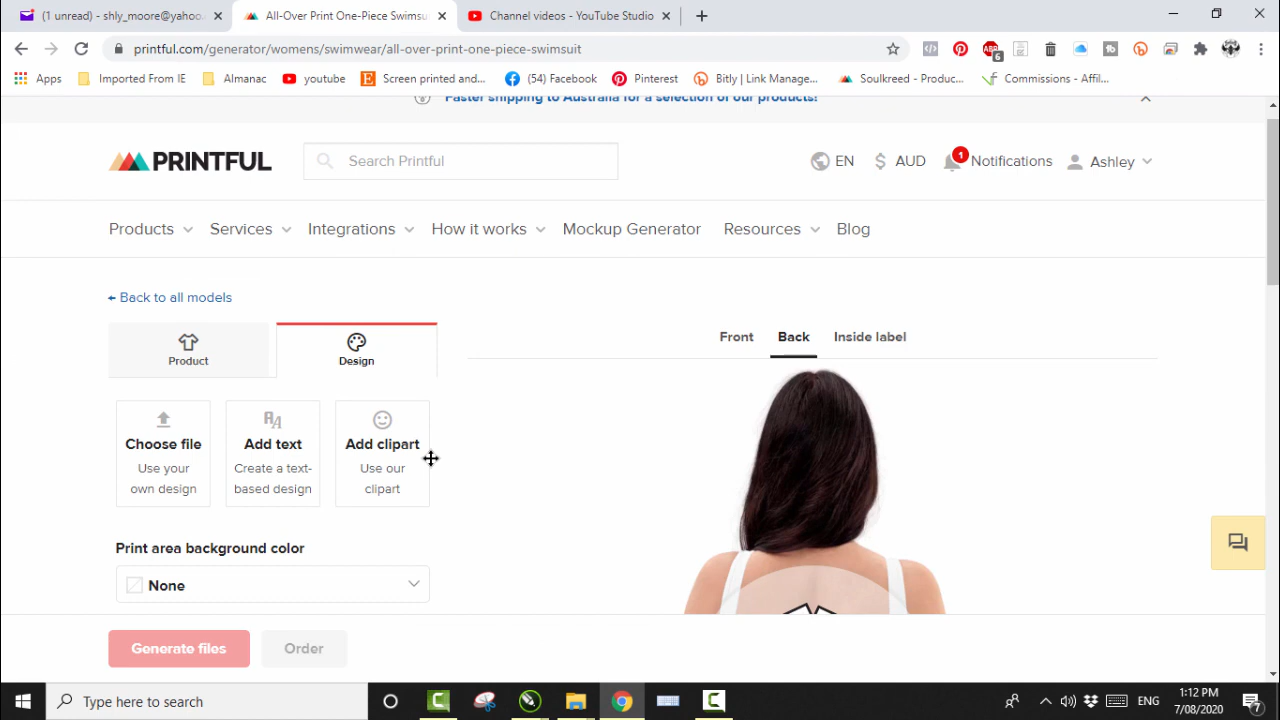 (1 unread) - shly_moore@yahoo.
All-Over Print One-Piece Swimsu
Channel videos - YouTube Studio
printful.com/generator/womens/swimwear/all-over-print-one-piece-swimsuit
6
Apps
Imported From IE
Almanac
youtube
Screen printed and...
(54) Facebook
Pinterest
Bitly | Link Manage...
Soulkreed - Produc...
Commissions - Affil...
Faster shipping to Australia for a selection of our products!
PRINTFUL
Search Printful
EN
$ AUD
1
Notifications
Ashley
Products
Services
Integrations
How it works
Mockup Generator
Resources
Blog
Back to all models
Product
Design
Front
Back
Inside label
Choose file
Use your
own design
Add text
Create a text-
based design
Add clipart
Use our
clipart
Print area background color
None
Generate files
Order
Type here to search
ENG
1:12 PM
7/08/2020
7